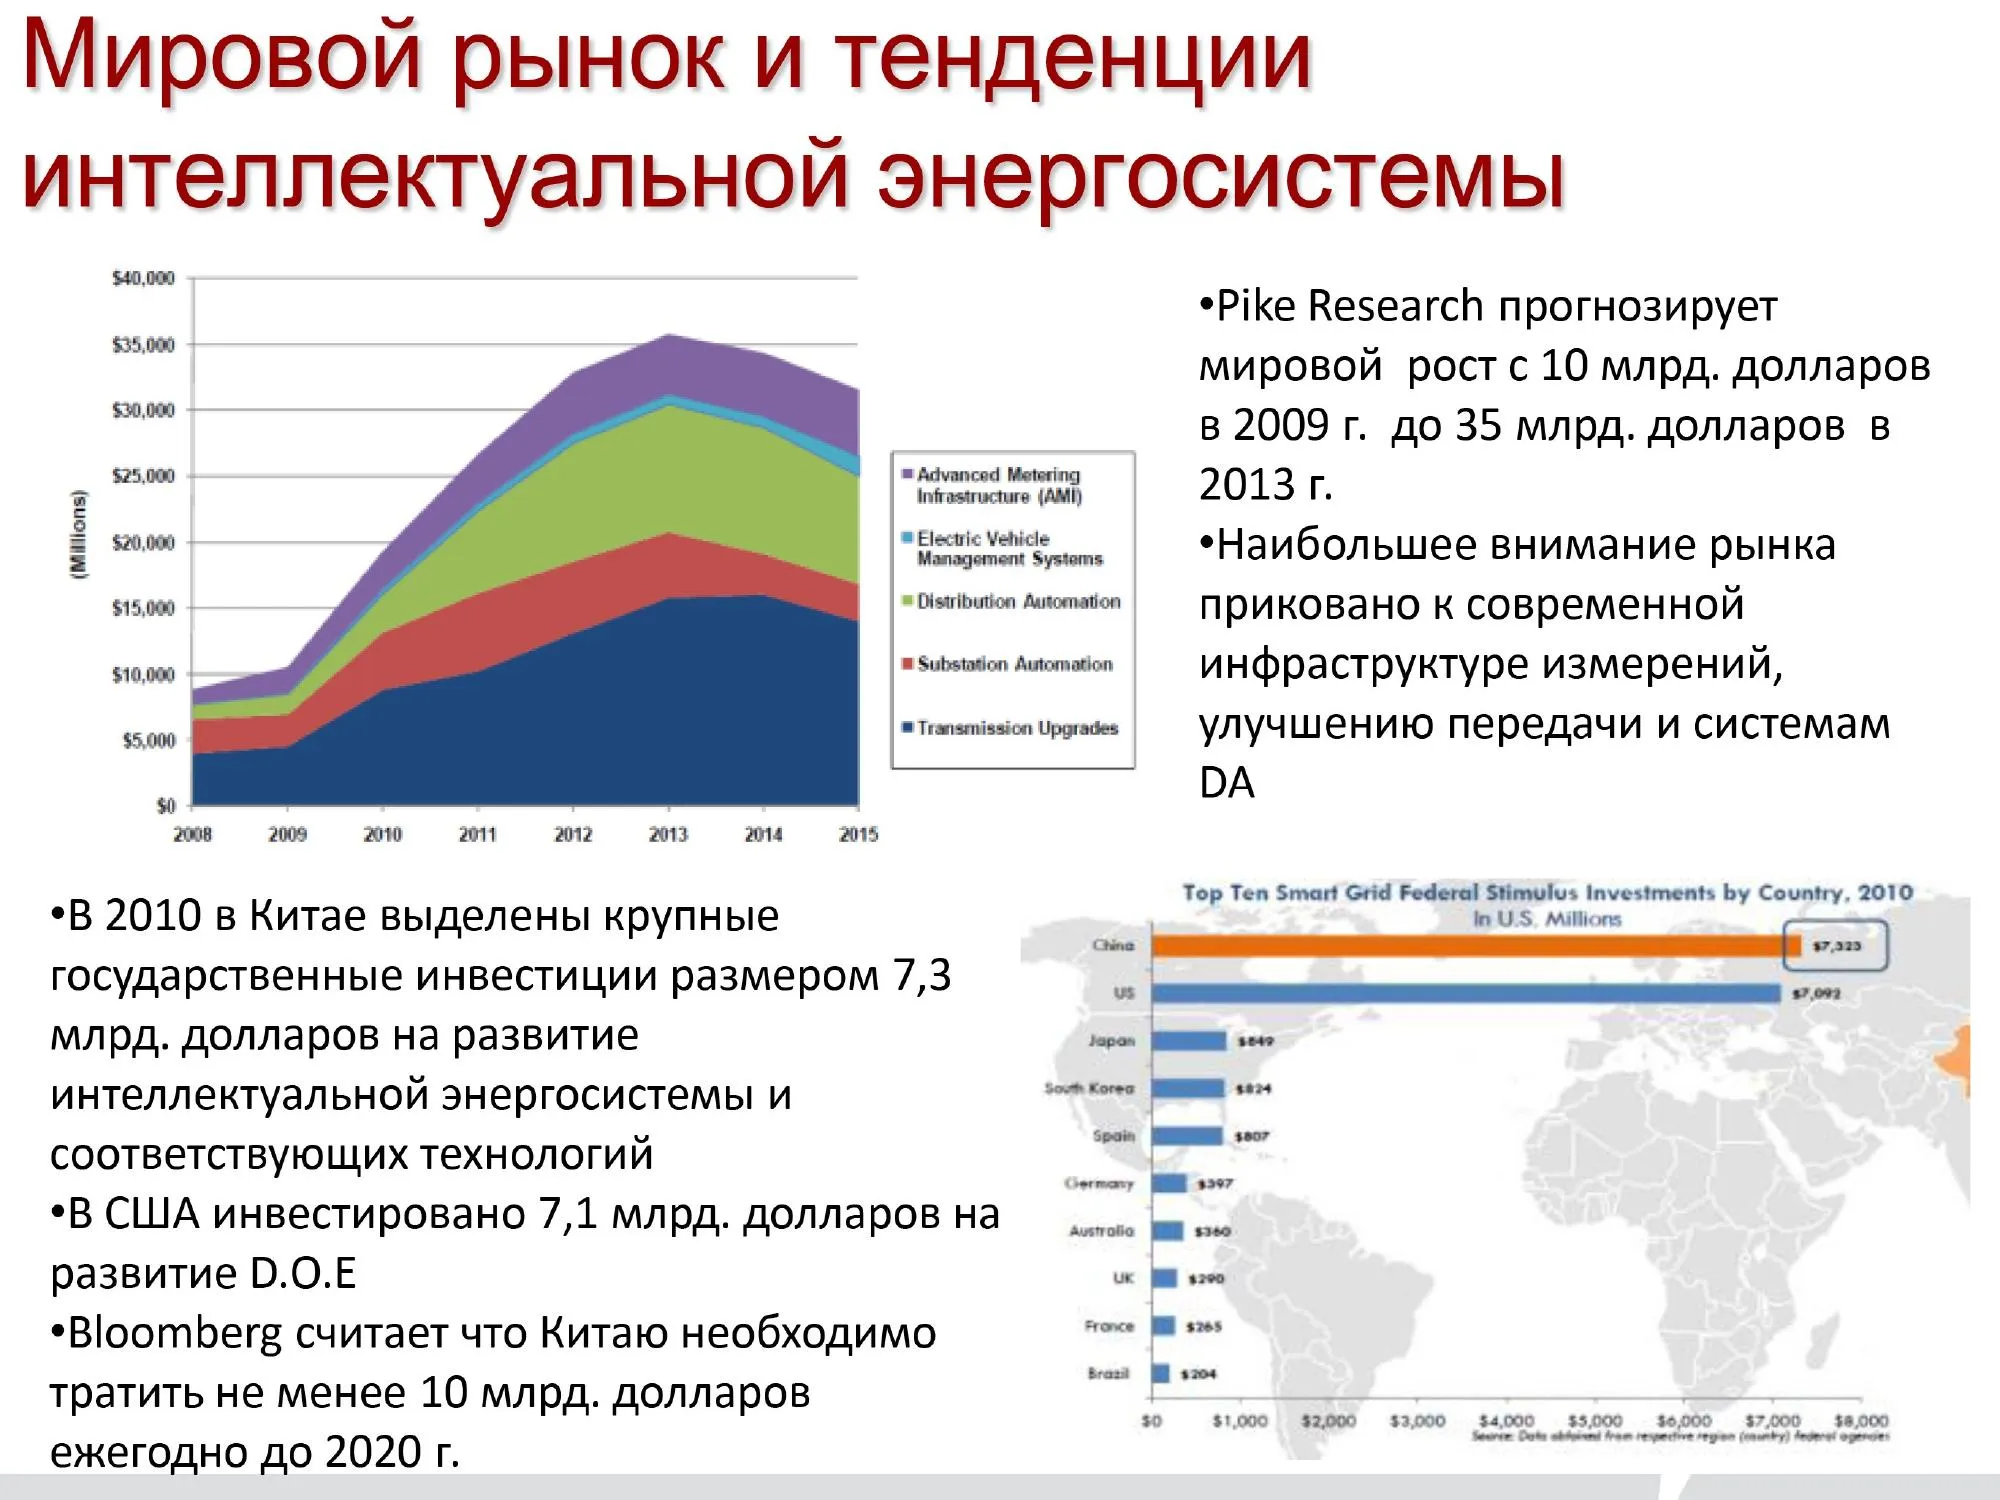 Мировой рынок и тенденции
интеллектуальной энергосистемы
$40,000
$35,000
$30,000
$25,000
$20,000
$15,000
$10,000
$5,000
$0
(Millions)
2008 2009 2010 2011 2012 2013 2014 2015
Advanced Metering
Infrastructure (AMI)
Electric Vehicle
Management Systems
Distribution Automation
Substation Automation
Transmission Upgrades
•Pike Research прогнозирует
мировой рост с 10 млрд. долларов
в 2009 г. до 35 млрд. долларов в
2013 г.
•Наибольшее внимание рынка
приковано к современной
инфраструктуре измерений,
улучшению передачи и системам
DA
•В 2010 в Китае выделены крупные
государственные инвестиции размером 7,3
млрд. долларов на развитие
интеллектуальной энергосистемы и
соответствующих технологий
•В США инвестировано 7,1 млрд. долларов на
развитие D.O.E
•Bloomberg считает что Китаю необходимо
тратить не менее 10 млрд. долларов
ежегодно до 2020 г.
Top Ten Smart Grid Federal Stimulus Investments by Country, 2010
In U.S. Millions
China $7,323
US $7,092
Japan $849
South Korea $824
Spain $807
Germany $397
Australia $360
UK $290
France $265
Brazil $204
$0 $1,000 $2,000 $3,000 $4,000 $5,000 $6,000 $7,000 $8,000
Source: Data obtained from respective region (country) federal agencies